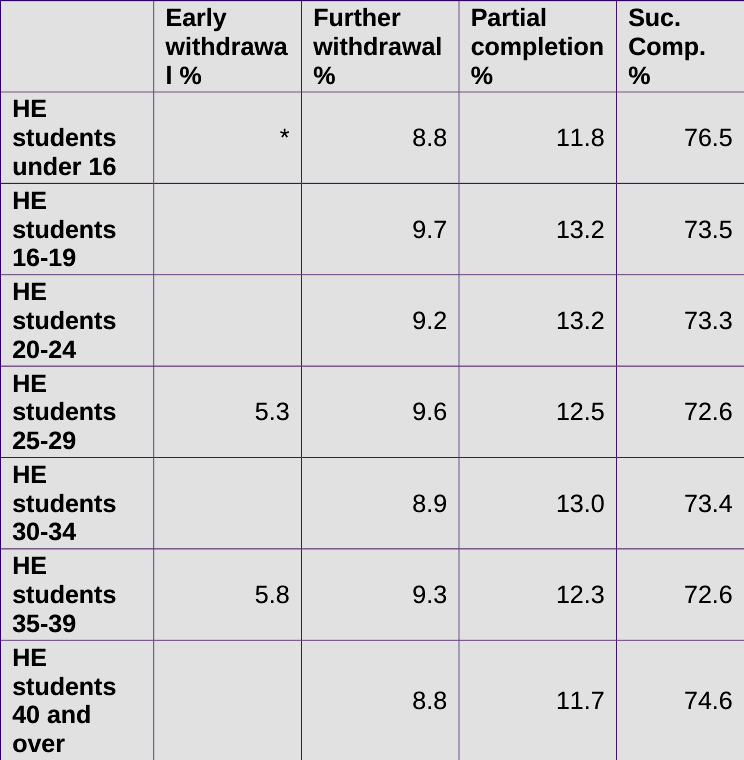 Early withdrawa l % | Further withdrawal % | Partial completion % | Suc. Comp. %
HE students under 16 | * | 8.8 | 11.8 | 76.5
HE students 16-19 | | 9.7 | 13.2 | 73.5
HE students 20-24 | | 9.2 | 13.2 | 73.3
HE students 25-29 | 5.3 | 9.6 | 12.5 | 72.6
HE students 30-34 | | 8.9 | 13.0 | 73.4
HE students 35-39 | 5.8 | 9.3 | 12.3 | 72.6
HE students 40 and over | | 8.8 | 11.7 | 74.6